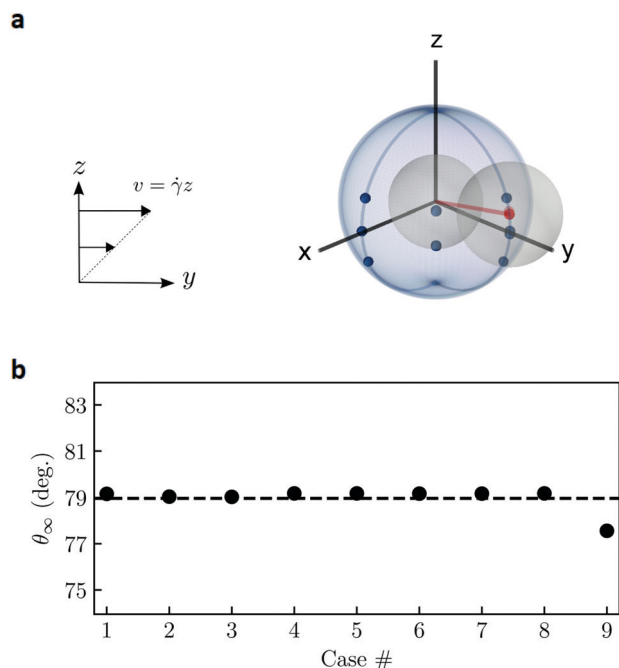 a
z
v = γ̇z
y
z
x
y
b
θ∞ (deg.)
83
81
79
77
75
1 2 3 4 5 6 7 8 9
Case #